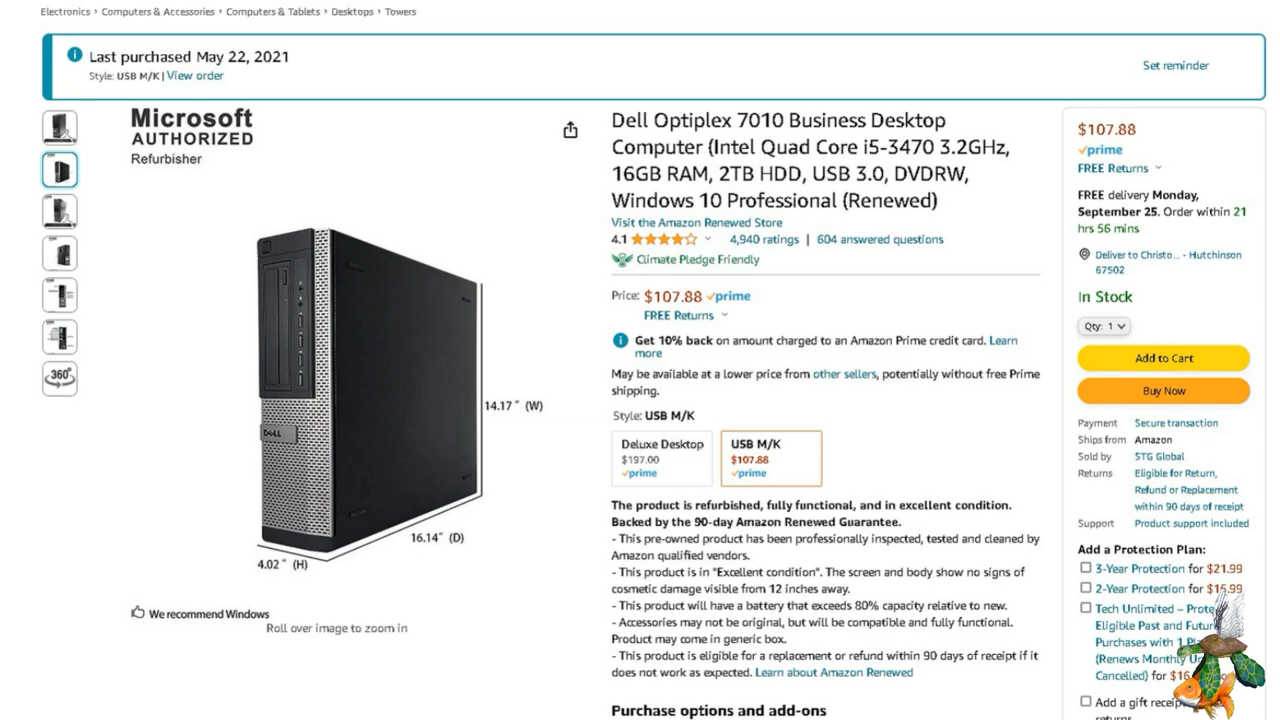 Electronics › Computers & Accessories › Computers & Tablets › Desktops › Towers
Last purchased May 22, 2021
Style: USB M/K | View order
Set reminder
Microsoft
AUTHORIZED
Refurbisher
DELL
14.17" (W)
16.14" (D)
4.02" (H)
We recommend Windows
Roll over image to zoom in
360°
Dell Optiplex 7010 Business Desktop
Computer (Intel Quad Core i5-3470 3.2GHz,
16GB RAM, 2TB HDD, USB 3.0, DVDRW,
Windows 10 Professional (Renewed)
Visit the Amazon Renewed Store
4.1 4,940 ratings | 604 answered questions
Climate Pledge Friendly
Price: $107.88 prime
FREE Returns
Get 10% back on amount charged to an Amazon Prime credit card. Learn
more
May be available at a lower price from other sellers, potentially without free Prime
shipping.
Style: USB M/K
Deluxe Desktop
$197.00
prime
USB M/K
$107.88
prime
The product is refurbished, fully functional, and in excellent condition.
Backed by the 90-day Amazon Renewed Guarantee.
- This pre-owned product has been professionally inspected, tested and cleaned by
Amazon qualified vendors.
- This product is in "Excellent condition". The screen and body show no signs of
cosmetic damage visible from 12 inches away.
- This product will have a battery that exceeds 80% capacity relative to new.
- Accessories may not be original, but will be compatible and fully functional.
Product may come in generic box.
- This product is eligible for a replacement or refund within 90 days of receipt if it
does not work as expected. Learn about Amazon Renewed
Purchase options and add-ons
$107.88
prime
FREE Returns
FREE delivery Monday,
September 25. Order within 21
hrs 56 mins
Deliver to Christo... - Hutchinson
67502
In Stock
Qty: 1
Add to Cart
Buy Now
Payment Secure transaction
Ships from Amazon
Sold by STG Global
Returns Eligible for Return,
Refund or Replacement
within 90 days of receipt
Support Product support included
Add a Protection Plan:
3-Year Protection for $21.99
2-Year Protection for $15.99
Tech Unlimited –
Eligible Past and
Purchases with 1
(Renews Monthly
Cancelled) for
Add a gift